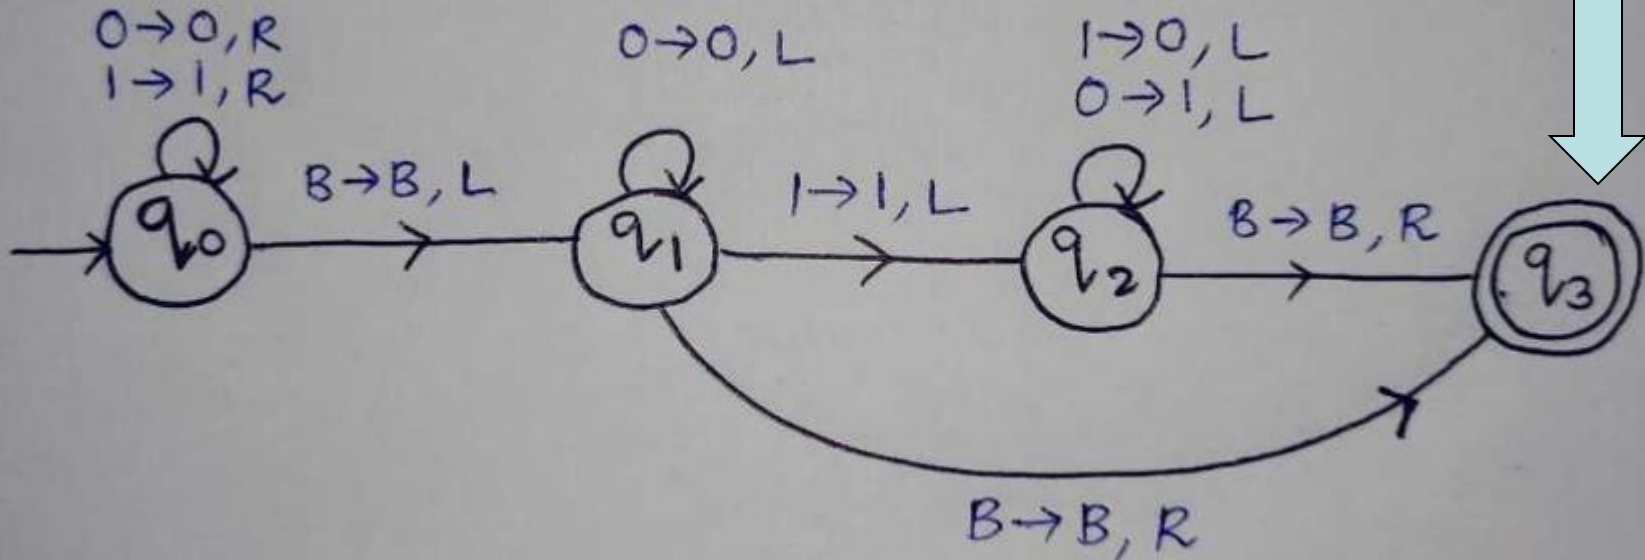 0→0, R
1→1, R
0→0, L
1→0, L
0→1, L
B→B, L
1→1, L
B→B, R
q0
q1
q2
q3
B→B, R